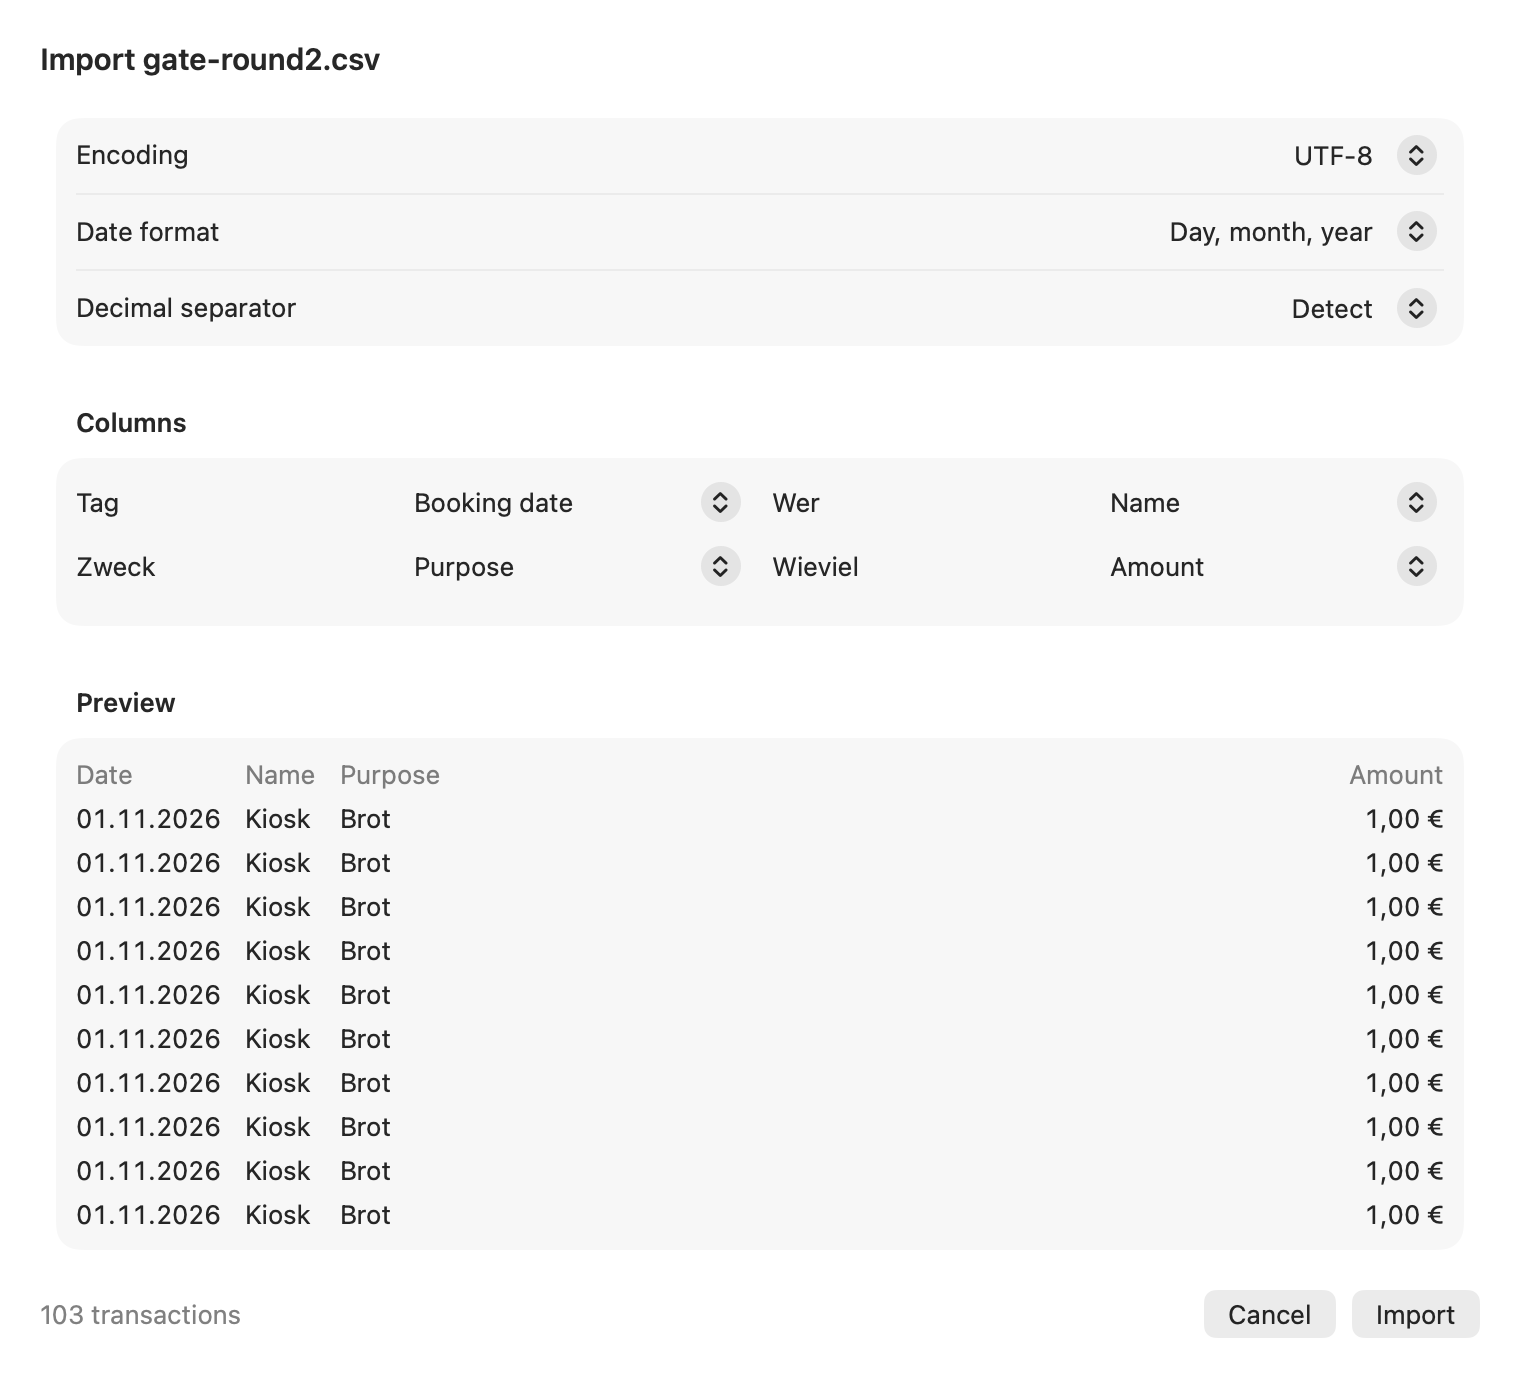 Import gate-round2.csv
Encoding UTF-8
Date format Day, month, year
Decimal separator Detect
Columns
Tag Booking date Wer Name
Zweck Purpose Wieviel Amount
Preview
Date Name Purpose Amount
01.11.2026 Kiosk Brot 1,00 €
01.11.2026 Kiosk Brot 1,00 €
01.11.2026 Kiosk Brot 1,00 €
01.11.2026 Kiosk Brot 1,00 €
01.11.2026 Kiosk Brot 1,00 €
01.11.2026 Kiosk Brot 1,00 €
01.11.2026 Kiosk Brot 1,00 €
01.11.2026 Kiosk Brot 1,00 €
01.11.2026 Kiosk Brot 1,00 €
01.11.2026 Kiosk Brot 1,00 €
103 transactions Cancel Import